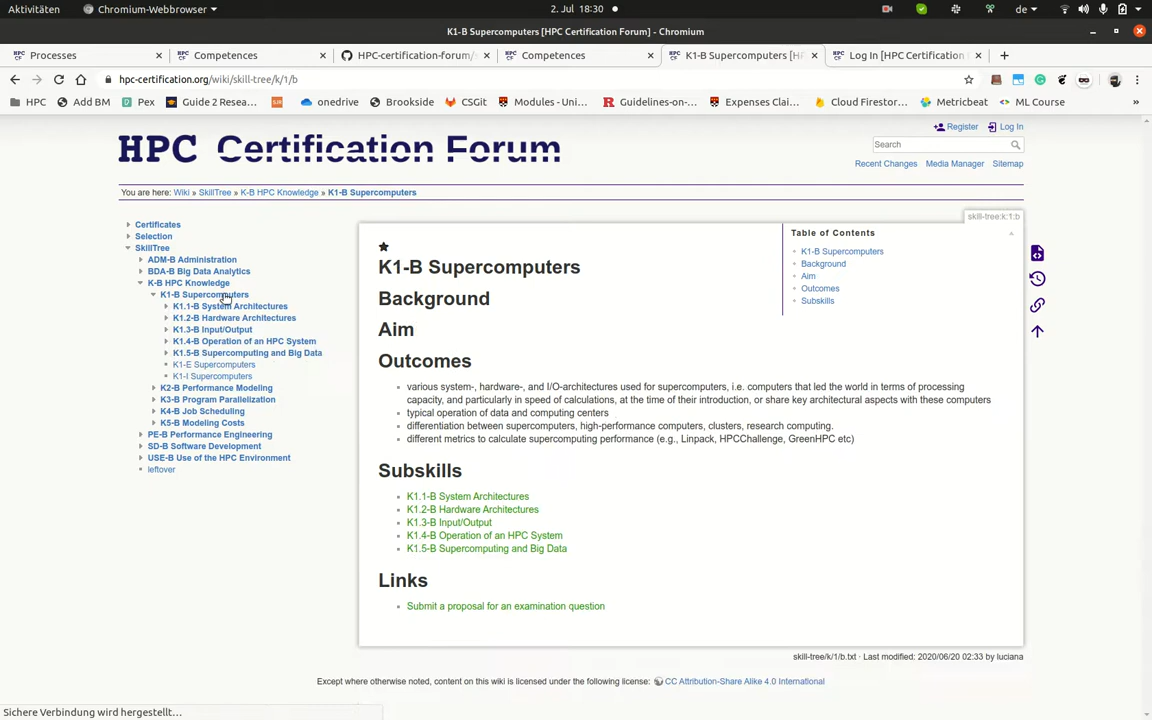 Aktivitäten
Chromium-Webbrowser
2. Jul 18:30
de
K1-B Supercomputers [HPC Certification Forum] - Chromium
Processes
Competences
HPC-certification-forum/
Competences
K1-B Supercomputers [H
Log In [HPC Certification
hpc-certification.org/wiki/skill-tree/k/1/b
HPC
Add BM
Pex
Guide 2 Resea...
onedrive
Brookside
CSGit
Modules - Uni...
Guidelines-on-...
Expenses Clai...
Cloud Firestor...
Metricbeat
ML Course
»
HPC Certification Forum
Register
Log In
Search
Recent Changes
Media Manager
Sitemap
You are here: Wiki » SkillTree » K-B HPC Knowledge » K1-B Supercomputers
skill-tree:k:1:b
Certificates
Selection
SkillTree
ADM-B Administration
BDA-B Big Data Analytics
K-B HPC Knowledge
K1-B Supercomputers
K1.1-B System Architectures
K1.2-B Hardware Architectures
K1.3-B Input/Output
K1.4-B Operation of an HPC System
K1.5-B Supercomputing and Big Data
K1-E Supercomputers
K1-I Supercomputers
K2-B Performance Modeling
K3-B Program Parallelization
K4-B Job Scheduling
K5-B Modeling Costs
PE-B Performance Engineering
SD-B Software Development
USE-B Use of the HPC Environment
leftover
Table of Contents
K1-B Supercomputers
Background
Aim
Outcomes
Subskills
K1-B Supercomputers
Background
Aim
Outcomes
various system-, hardware-, and I/O-architectures used for supercomputers, i.e. computers that led the world in terms of processing
capacity, and particularly in speed of calculations, at the time of their introduction, or share key architectural aspects with these computers
typical operation of data and computing centers
differentiation between supercomputers, high-performance computers, clusters, research computing.
different metrics to calculate supercomputing performance (e.g., Linpack, HPCChallenge, GreenHPC etc)
Subskills
K1.1-B System Architectures
K1.2-B Hardware Architectures
K1.3-B Input/Output
K1.4-B Operation of an HPC System
K1.5-B Supercomputing and Big Data
Links
Submit a proposal for an examination question
skill-tree/k/1/b.txt · Last modified: 2020/06/20 02:33 by luciana
Except where otherwise noted, content on this wiki is licensed under the following license: CC Attribution-Share Alike 4.0 International
Sichere Verbindung wird hergestellt…